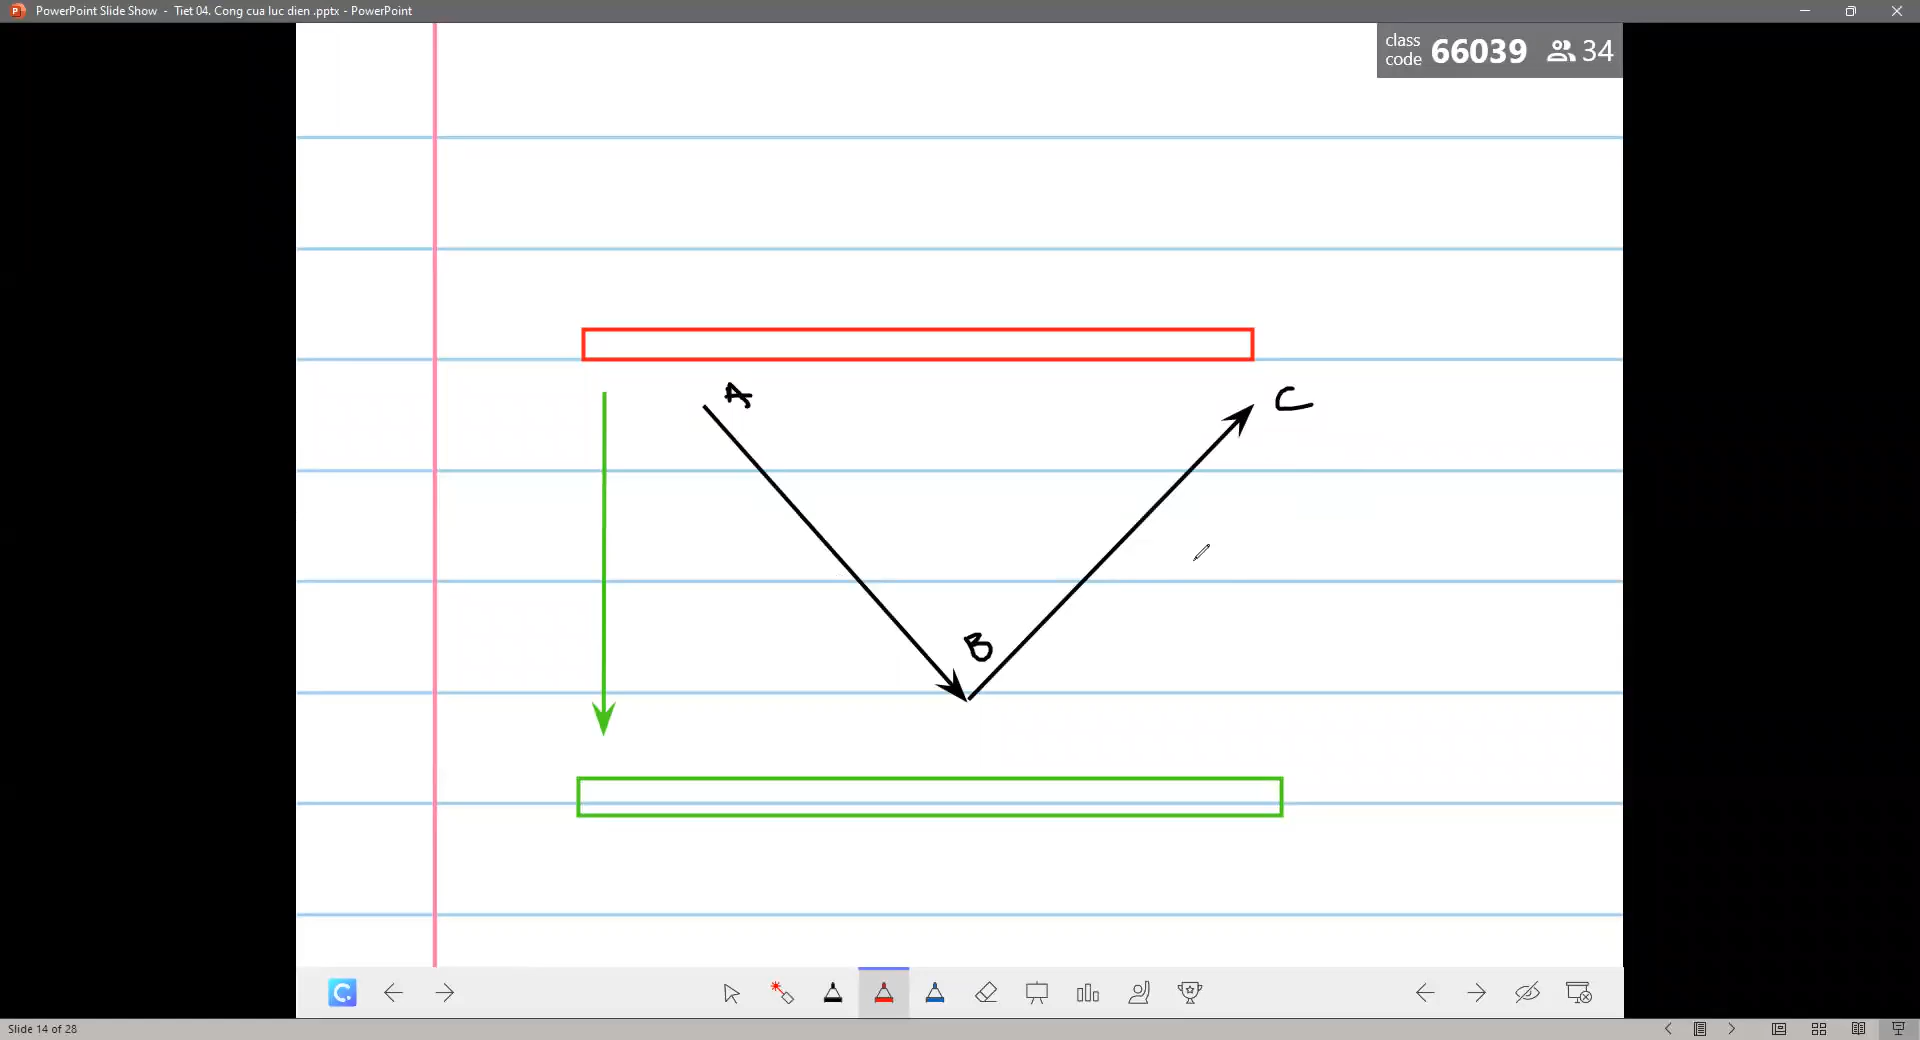 PowerPoint Slide Show - Tiet 04. Cong cua luc dien .pptx - PowerPoint
class code 66039 34
A
C
B
Slide 14 of 28